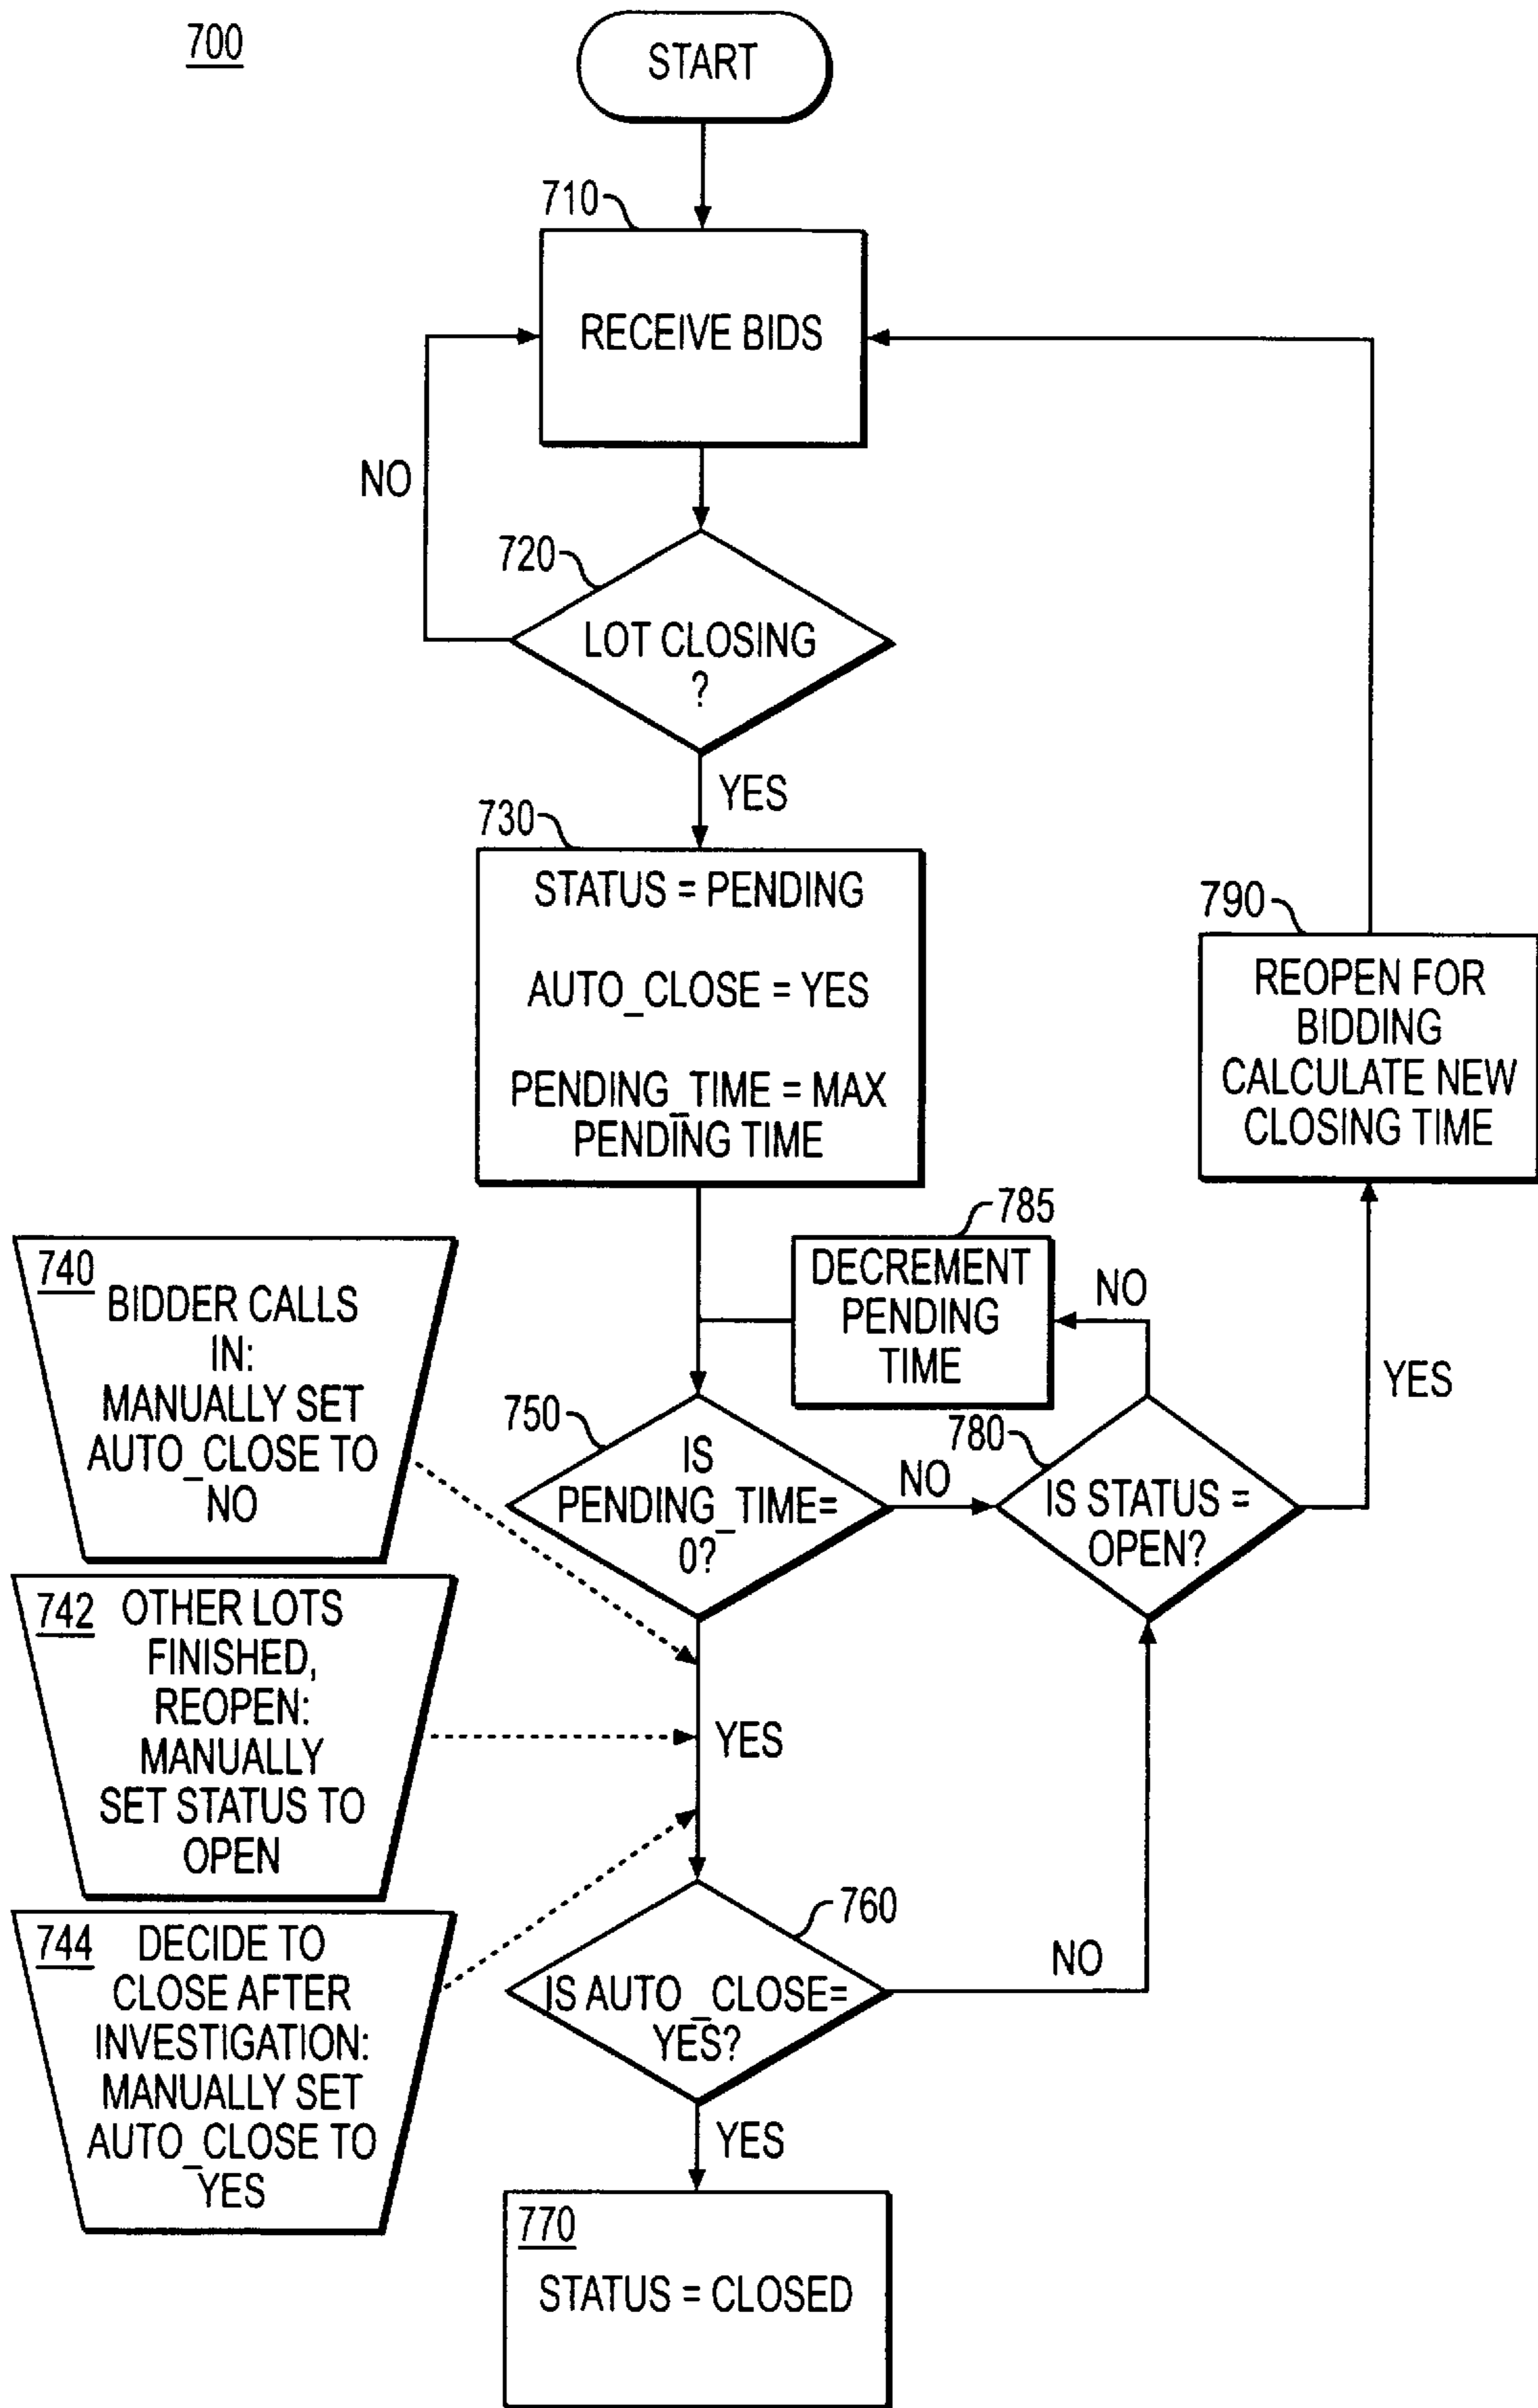 700
START
710
RECEIVE BIDS
NO
720
LOT CLOSING
?
YES
730
STATUS = PENDING
AUTO_CLOSE = YES
PENDING_TIME = MAX
PENDING TIME
790
REOPEN FOR
BIDDING
CALCULATE NEW
CLOSING TIME
785
DECREMENT
PENDING
TIME
NO
YES
740
BIDDER CALLS
IN:
MANUALLY SET
AUTO_CLOSE TO
NO
750
IS
PENDING_TIME=
0?
NO
780
IS STATUS =
OPEN?
742
OTHER LOTS
FINISHED,
REOPEN:
MANUALLY
SET STATUS TO
OPEN
YES
744
DECIDE TO
CLOSE AFTER
INVESTIGATION:
MANUALLY SET
AUTO_CLOSE TO
YES
760
IS AUTO_CLOSE=
YES?
NO
YES
770
STATUS = CLOSED